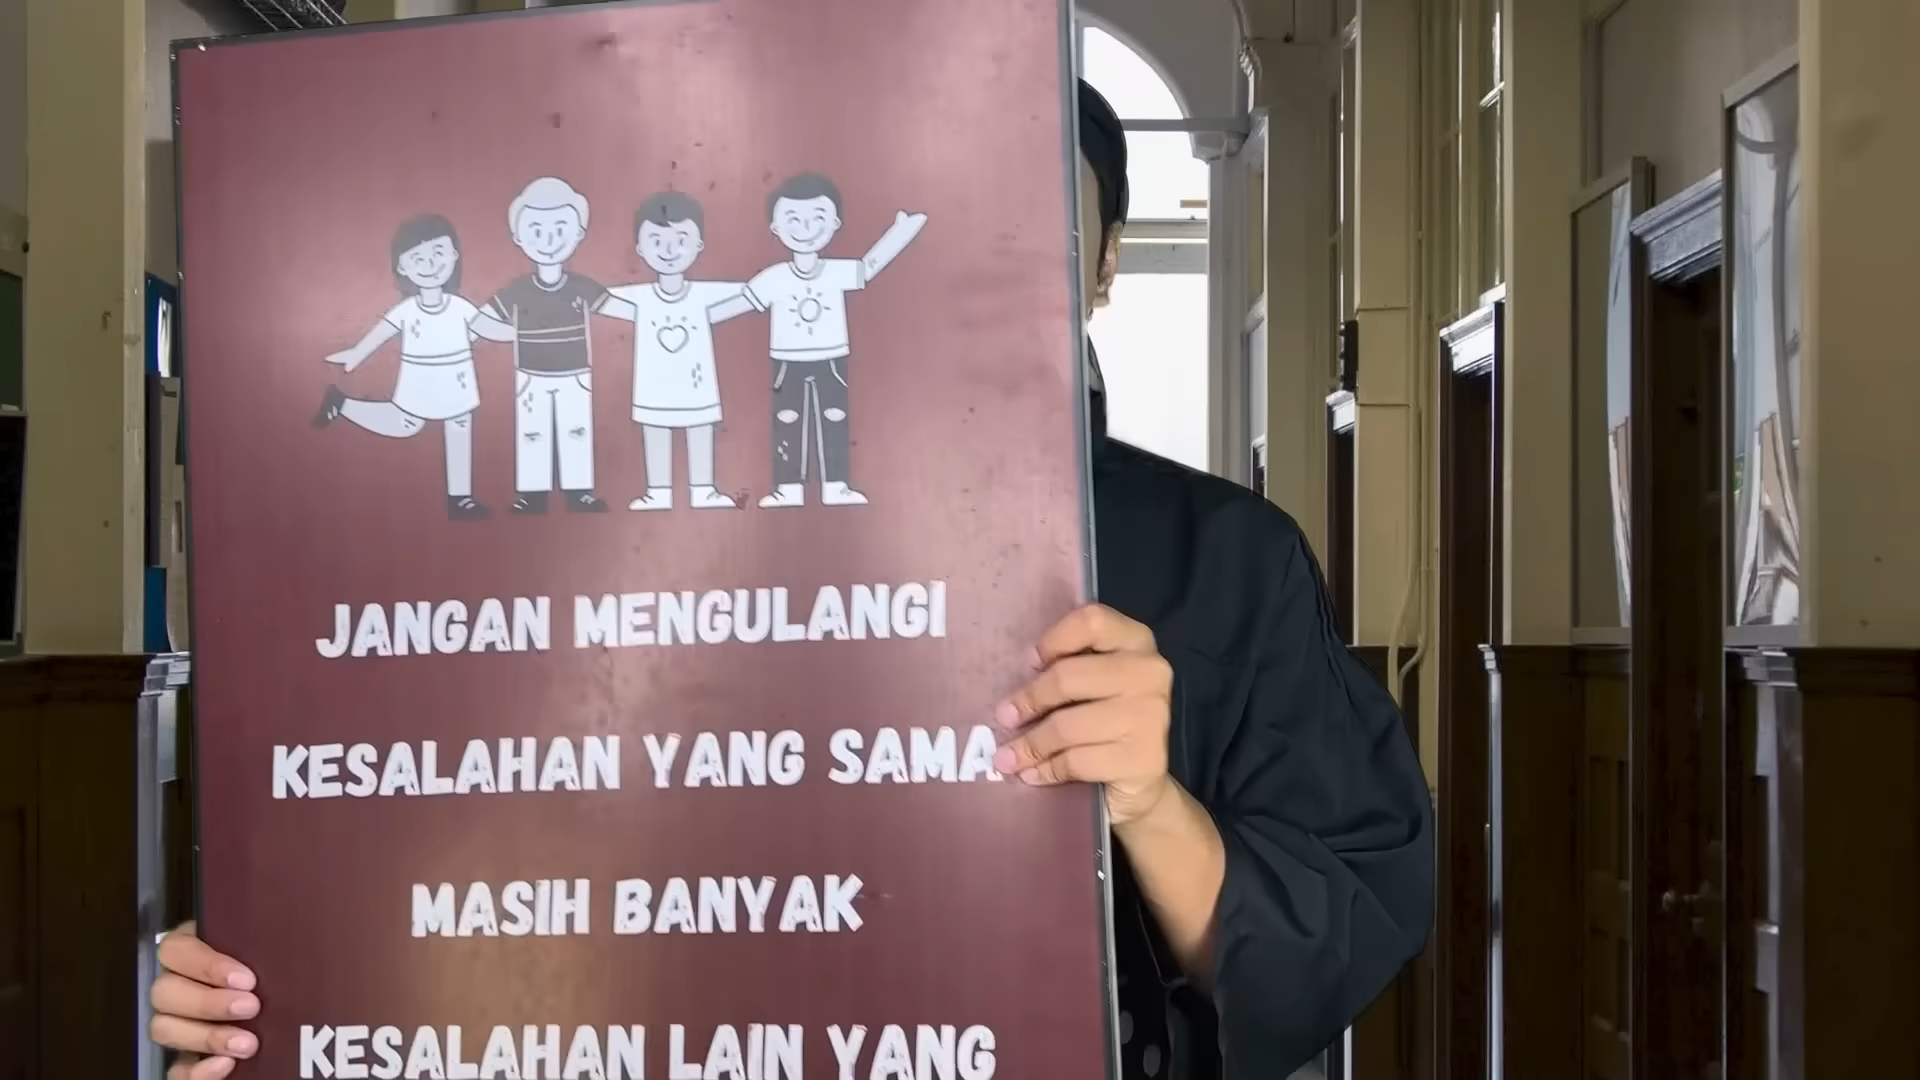 JANGAN MENGULANGI
KESALAHAN YANG SAMA
MASIH BANYAK
KESALAHAN LAIN YANG